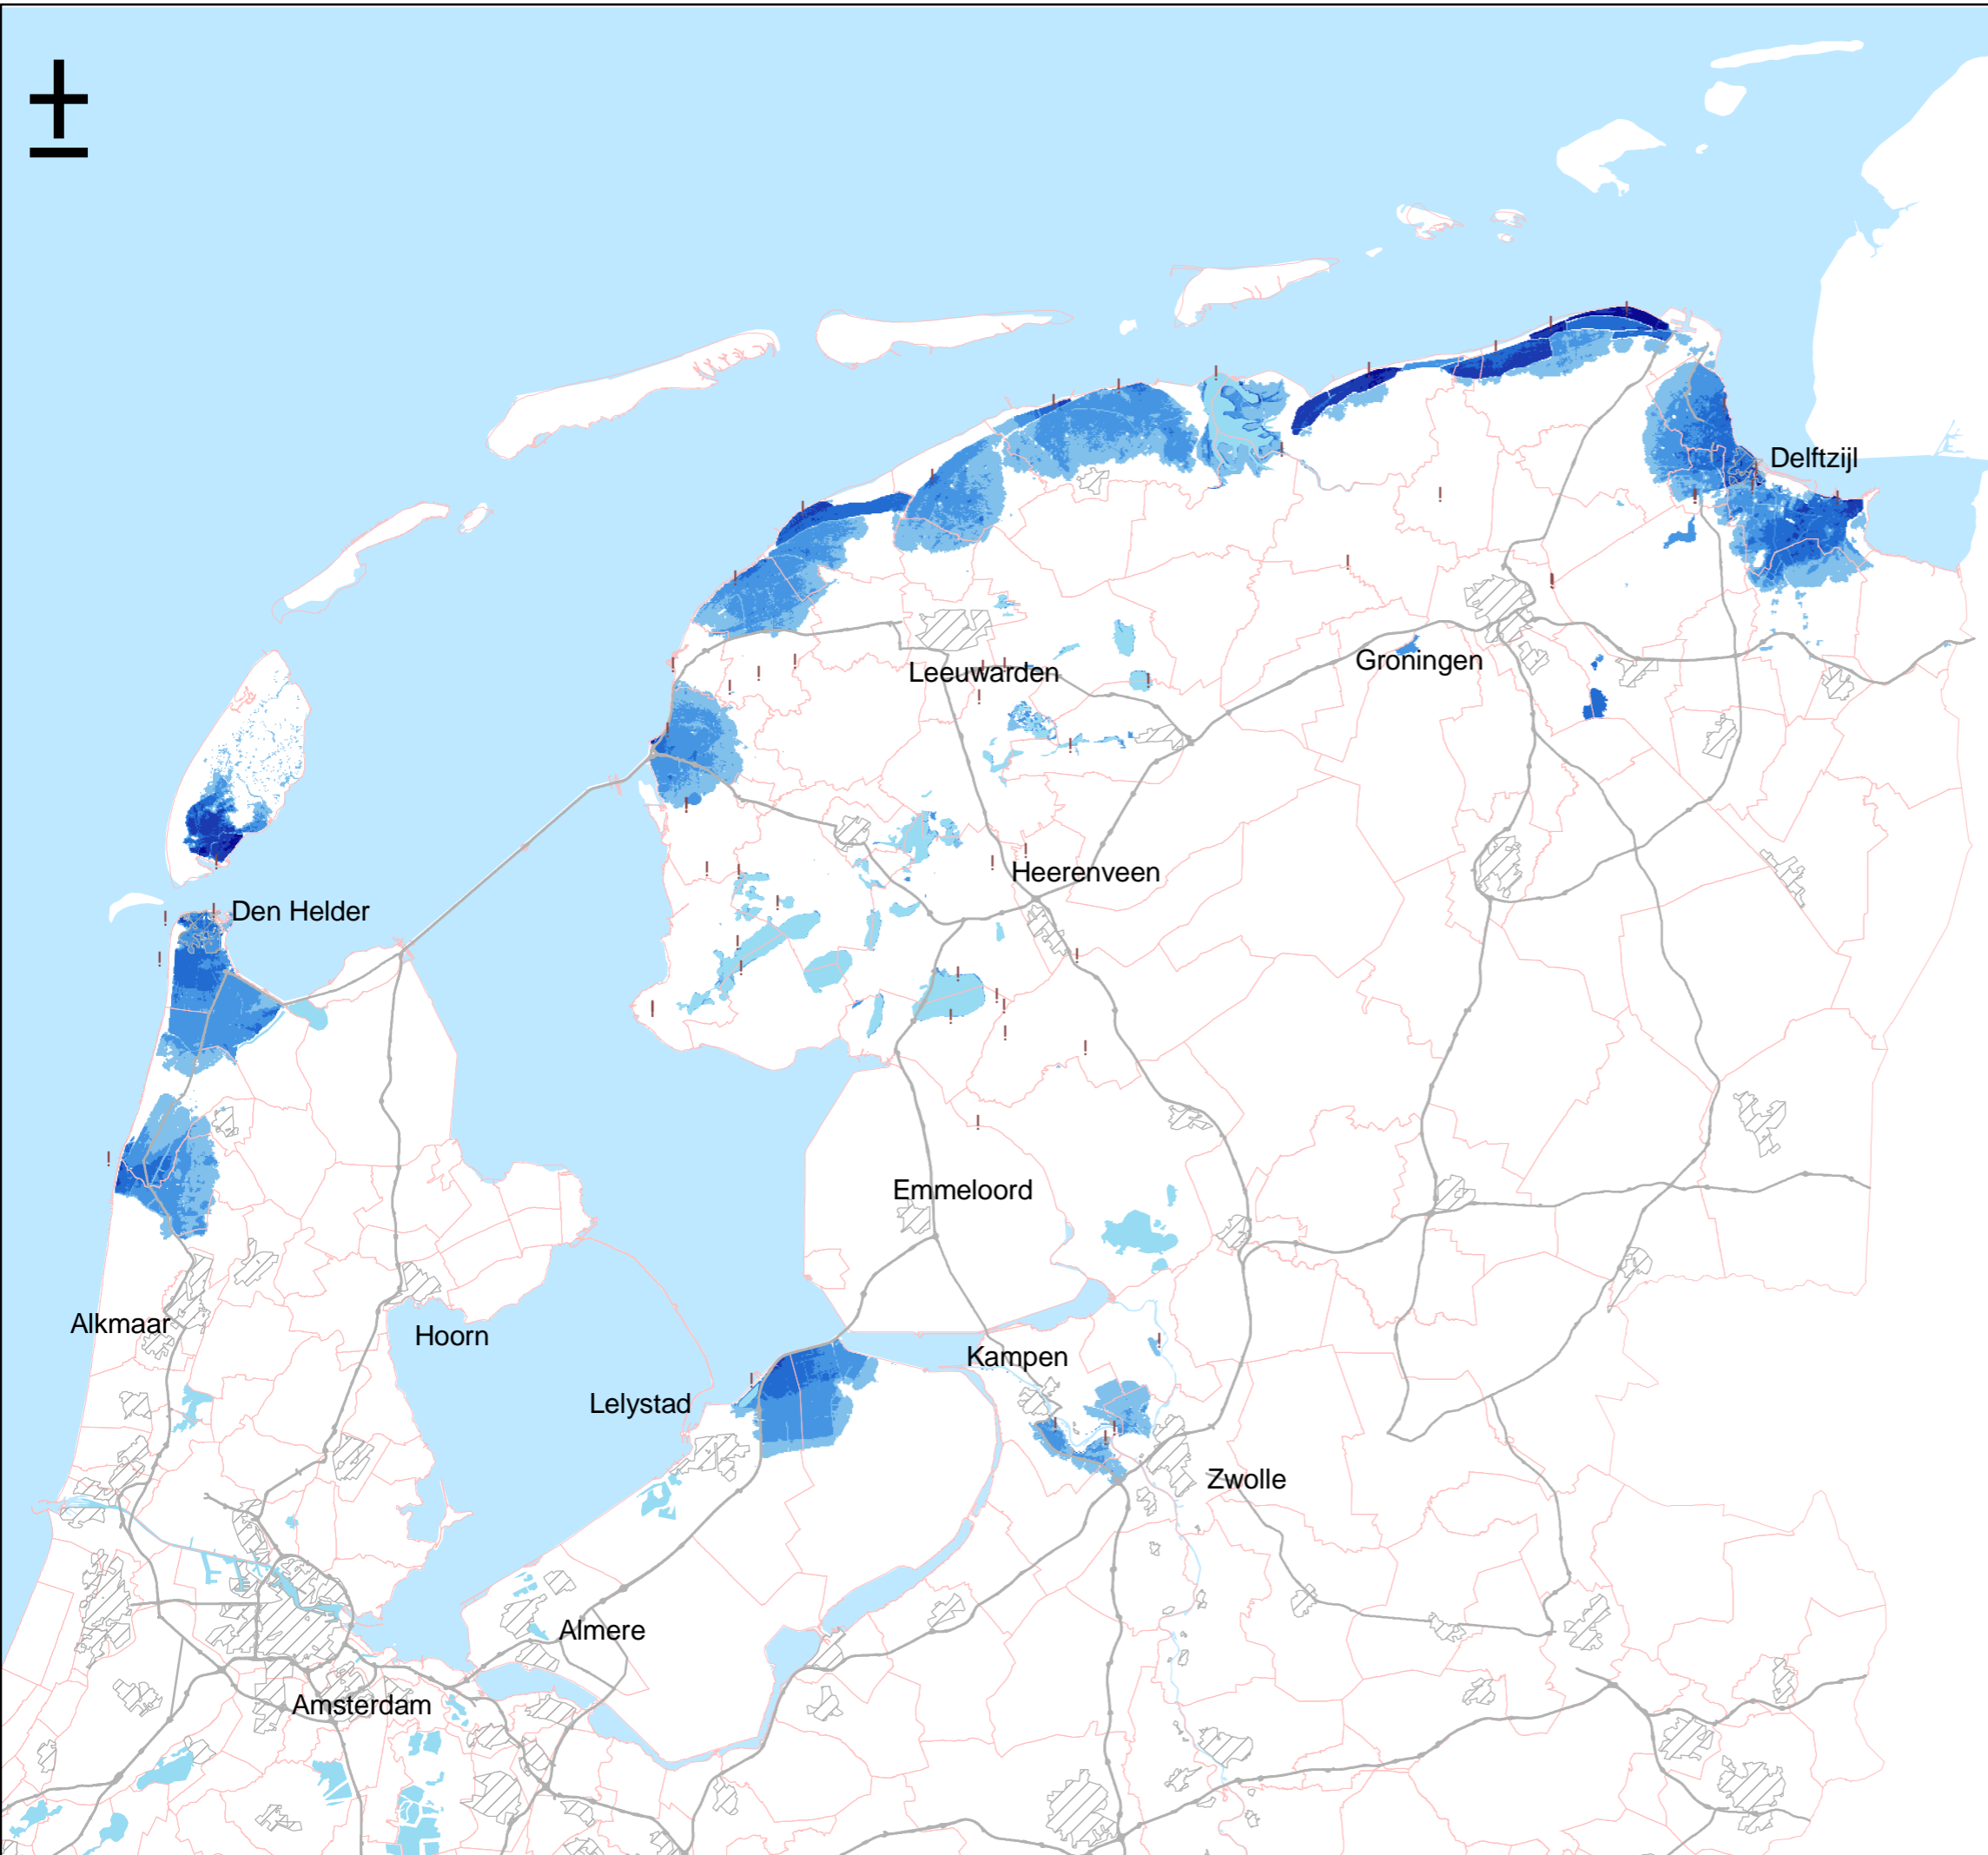 Delftzijl
Leeuwarden
Groningen
Heerenveen
Den Helder
Emmeloord
Alkmaar
Hoorn
Kampen
Lelystad
Zwolle
Almere
Amsterdam